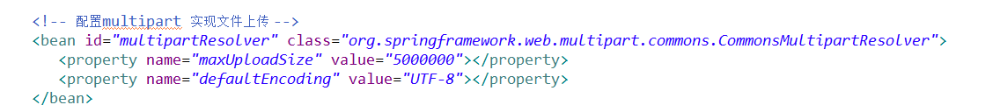 <!-- 配置multipart 实现文件上传 -->
<bean id="multipartResolver" class="org.springframework.web.multipart.commons.CommonsMultipartResolver">
<property name="maxUploadSize" value="5000000"></property>
<property name="defaultEncoding" value="UTF-8"></property>
</bean>